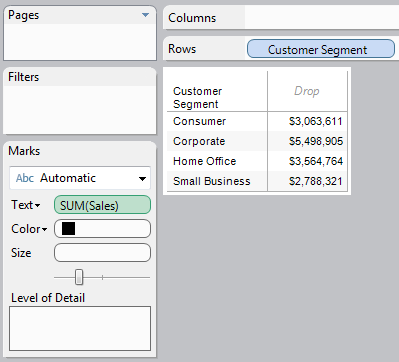 Pages
Filters
Marks
Abc Automatic
Text SUM(Sales)
Color
Size
Level of Detail
Columns
Rows Customer Segment
Customer Segment Drop
Consumer $3,063,611
Corporate $5,498,905
Home Office $3,564,764
Small Business $2,788,321